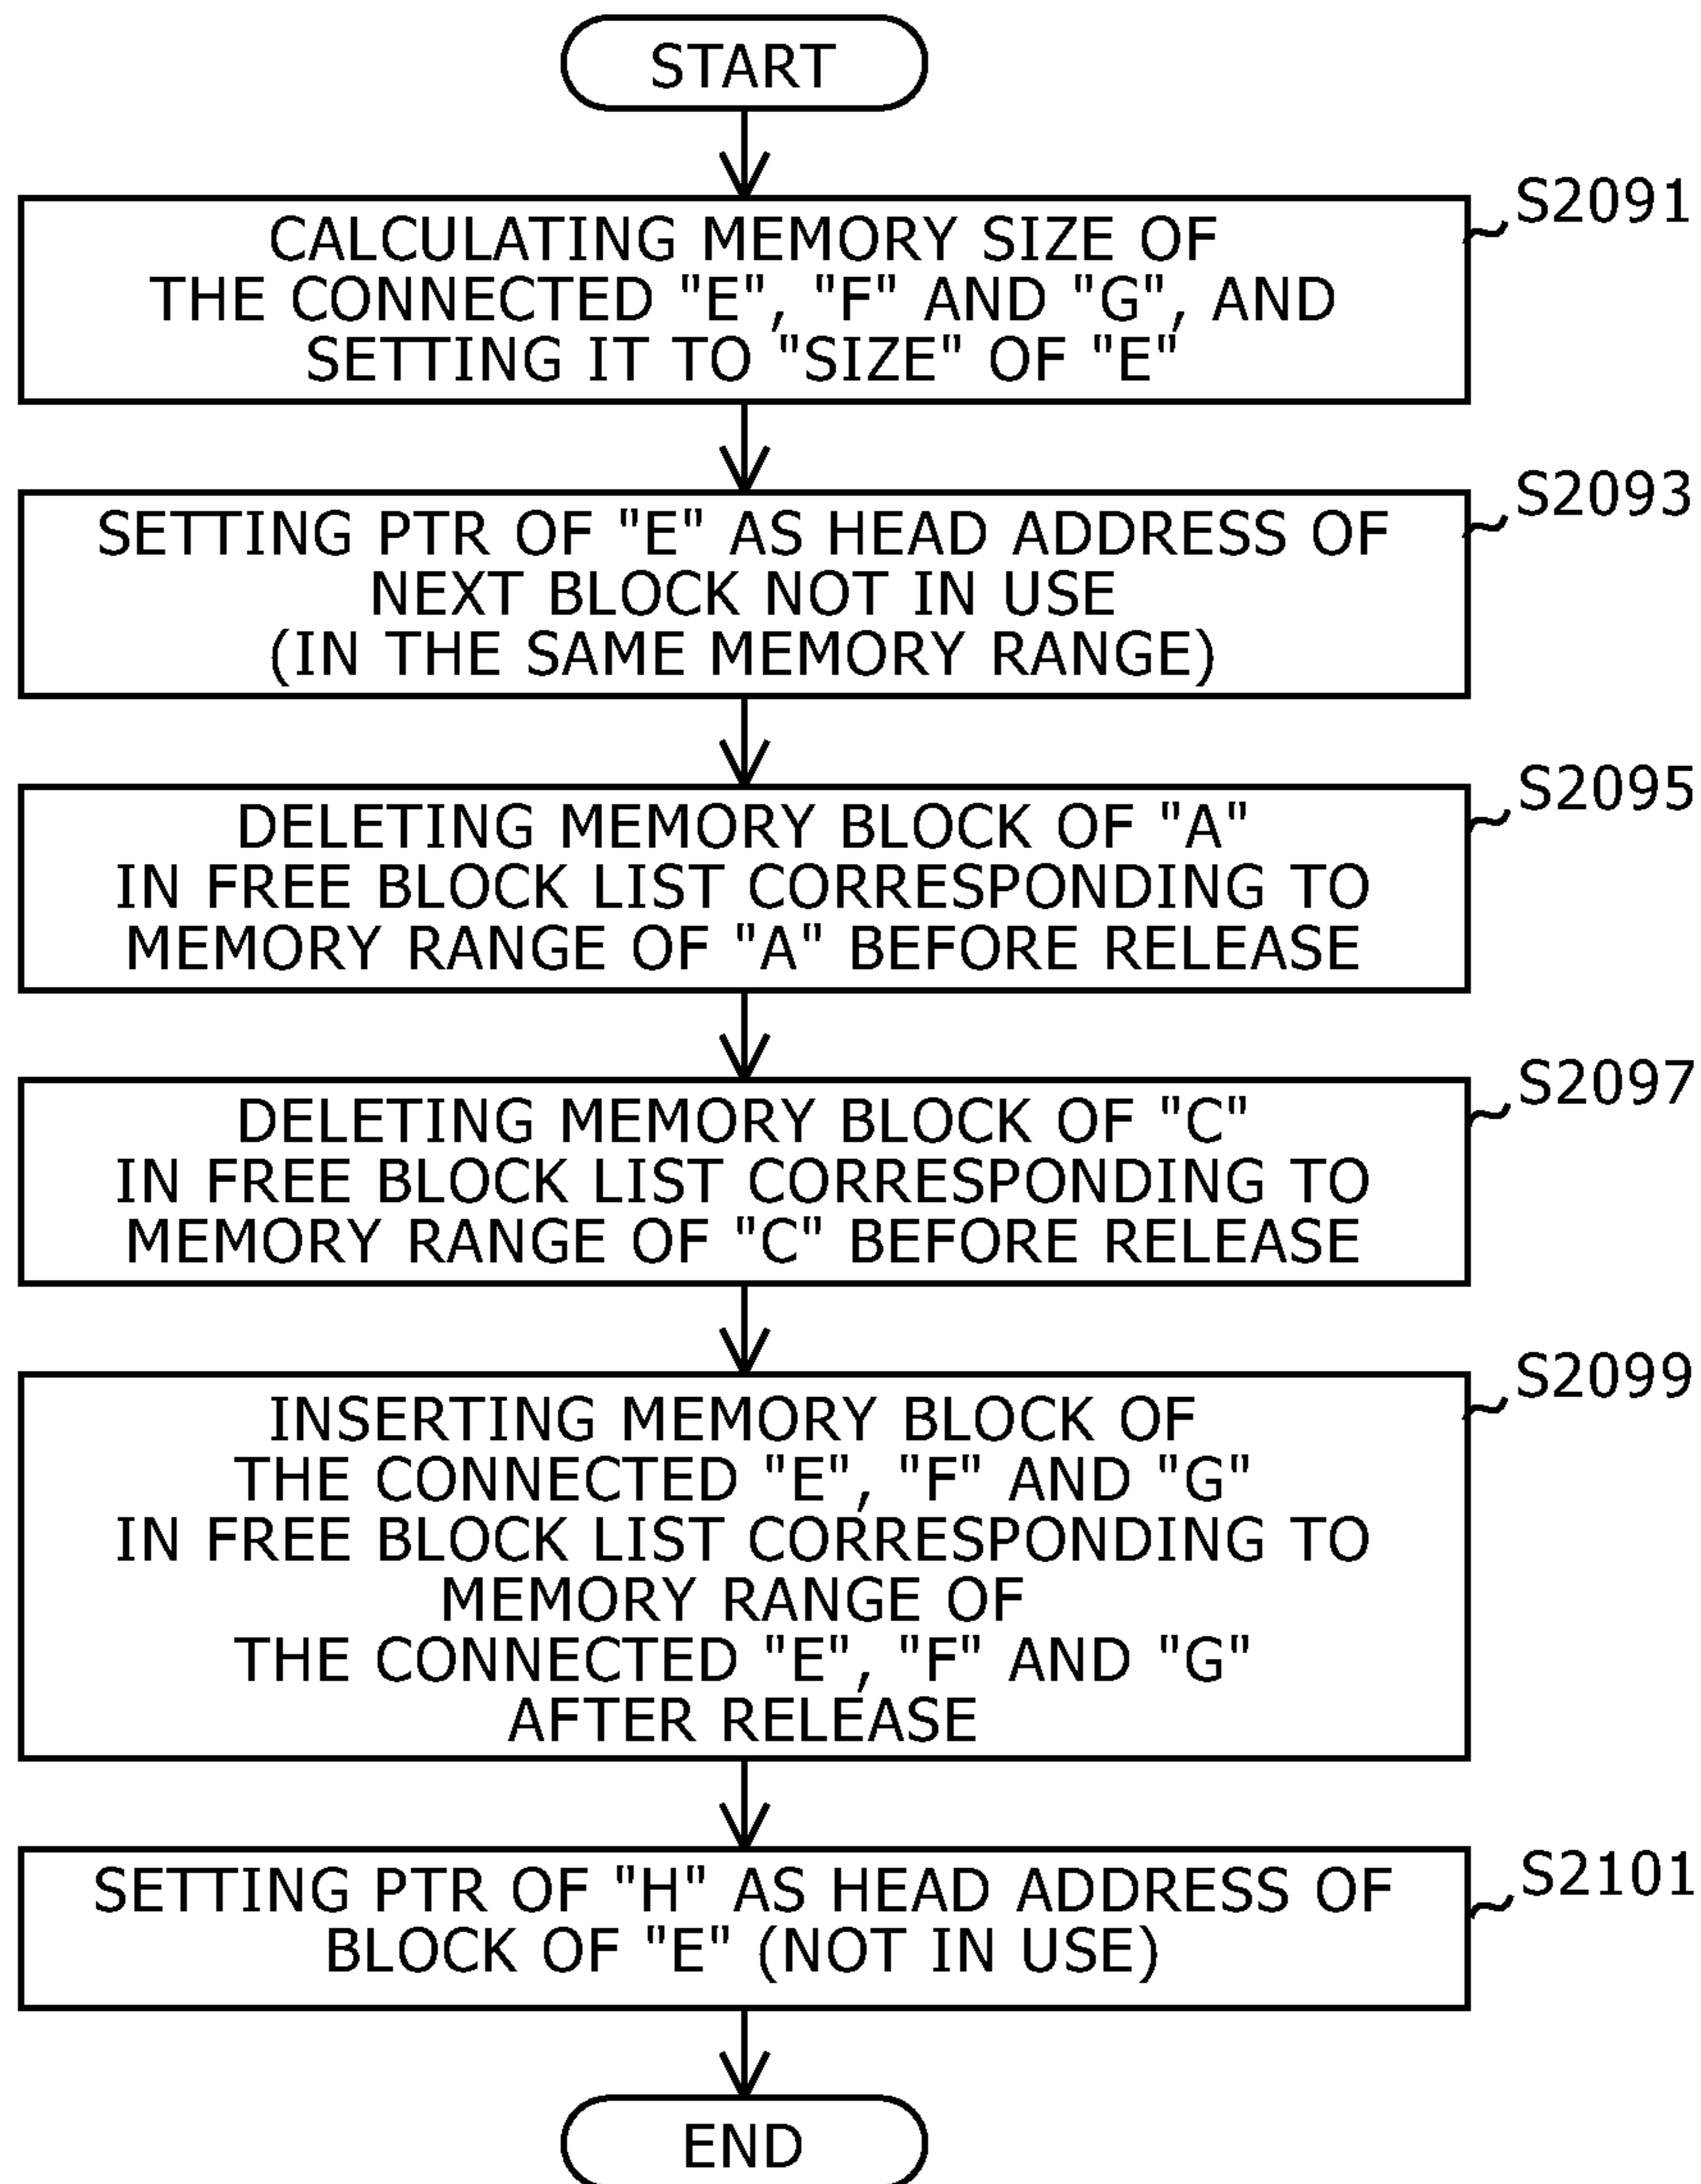 START
S2091
CALCULATING MEMORY SIZE OF
THE CONNECTED "E", "F" AND "G", AND
SETTING IT TO "SIZE" OF "E"
S2093
SETTING PTR OF "E" AS HEAD ADDRESS OF
NEXT BLOCK NOT IN USE
(IN THE SAME MEMORY RANGE)
S2095
DELETING MEMORY BLOCK OF "A"
IN FREE BLOCK LIST CORRESPONDING TO
MEMORY RANGE OF "A" BEFORE RELEASE
S2097
DELETING MEMORY BLOCK OF "C"
IN FREE BLOCK LIST CORRESPONDING TO
MEMORY RANGE OF "C" BEFORE RELEASE
S2099
INSERTING MEMORY BLOCK OF
THE CONNECTED "E", "F" AND "G"
IN FREE BLOCK LIST CORRESPONDING TO
MEMORY RANGE OF
THE CONNECTED "E", "F" AND "G"
AFTER RELEASE
S2101
SETTING PTR OF "H" AS HEAD ADDRESS OF
BLOCK OF "E" (NOT IN USE)
END